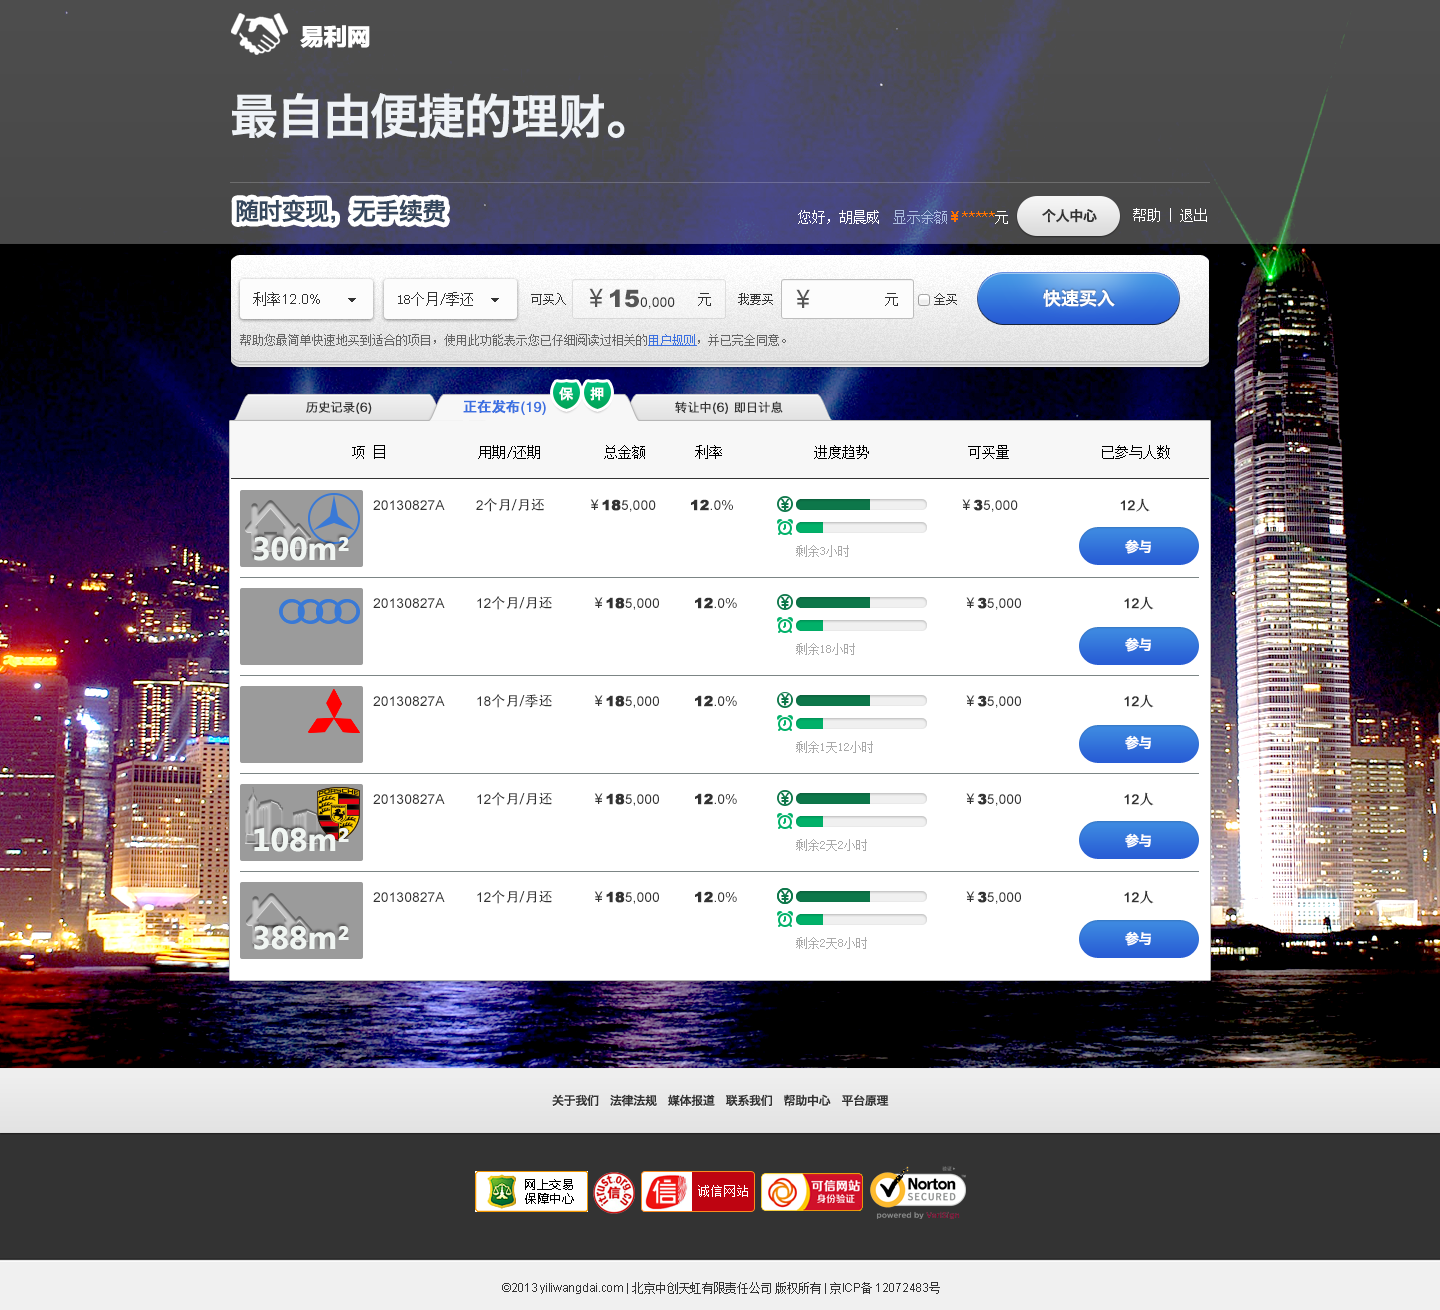 易利网
最自由便捷的理财。
随时变现，无手续费
您好，胡晨威 显示余额¥*****元 个人中心 帮助 | 退出
利率12.0% 18个月/季还 可买入 ¥150,000 元 我要买 ¥ 元 全买 快速买入
帮助您最简单快速地买到适合的项目，使用此功能表示您已仔细阅读过相关的用户规则，并已完全同意。
历史记录(6) 正在发布(19) 保 押 转让中(6) 即日计息
项 目 用期/还期 总金额 利率 进度趋势 可买量 已参与人数
300m² 20130827A 2个月/月还 ¥185,000 12.0% ¥35,000 12人
剩余3小时 参与
20130827A 12个月/月还 ¥185,000 12.0% ¥35,000 12人
剩余18小时 参与
20130827A 18个月/季还 ¥185,000 12.0% ¥35,000 12人
剩余1天12小时 参与
108m² 20130827A 12个月/月还 ¥185,000 12.0% ¥35,000 12人
剩余2天2小时 参与
388m² 20130827A 12个月/月还 ¥185,000 12.0% ¥35,000 12人
剩余2天8小时 参与
关于我们 法律法规 媒体报道 联系我们 帮助中心 平台原理
网上交易
保障中心
信
信 诚信网站
可信网站
身份验证
Norton
SECURED
powered by
©2013 yiliwangdai.com | 北京中创天虹有限责任公司 版权所有 | 京ICP备 12072483号